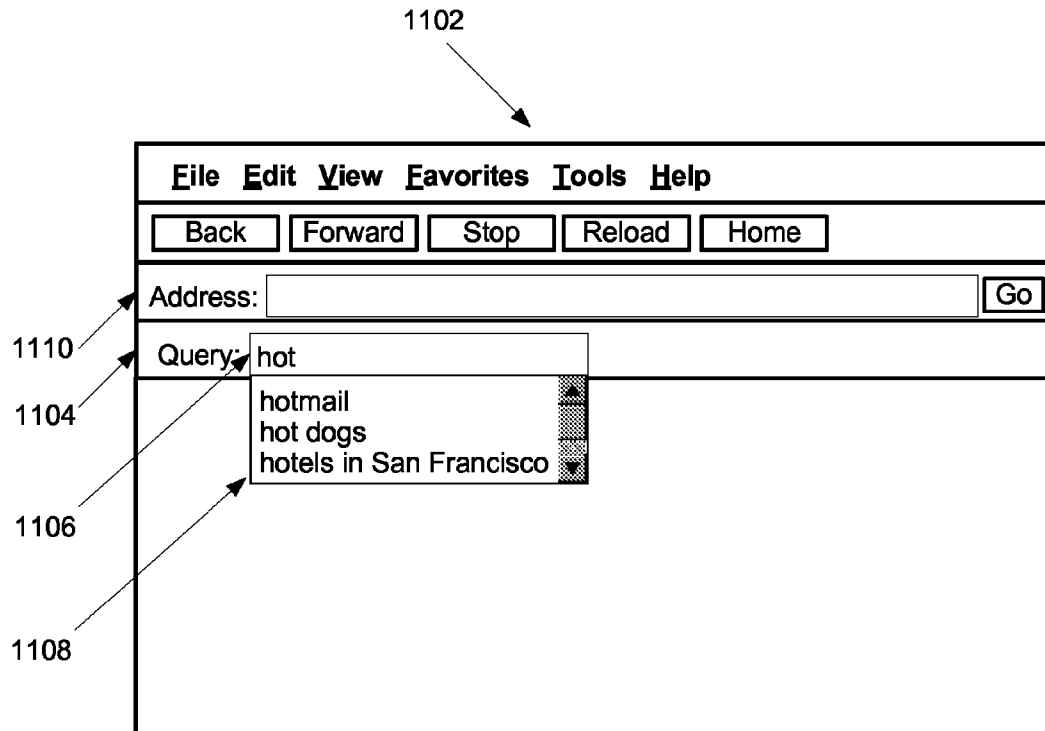 1102
File Edit View Favorites Tools Help
Back Forward Stop Reload Home
Address: Go
1110
Query: hot
1104
hotmail
hot dogs
hotels in San Francisco
1106
1108